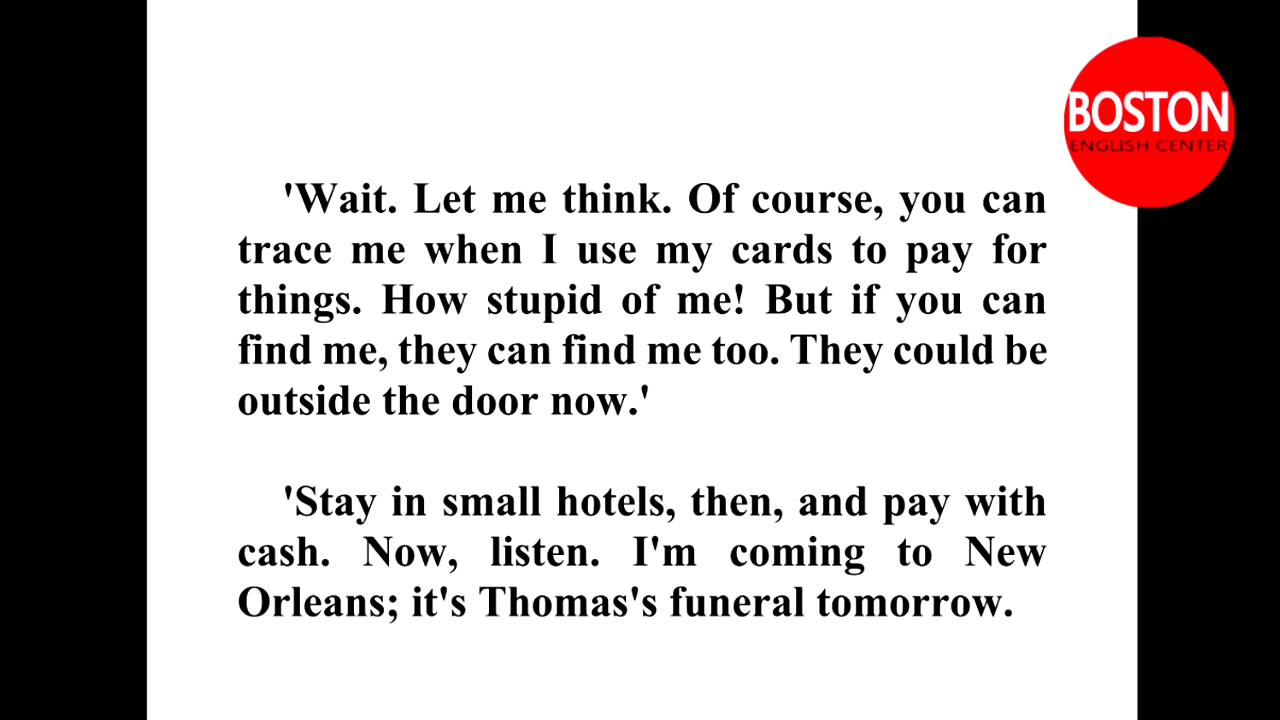 BOSTON
ENGLISH CENTER
'Wait. Let me think. Of course, you can
trace me when I use my cards to pay for
things. How stupid of me! But if you can
find me, they can find me too. They could be
outside the door now.'
'Stay in small hotels, then, and pay with
cash. Now, listen. I'm coming to New
Orleans; it's Thomas's funeral tomorrow.